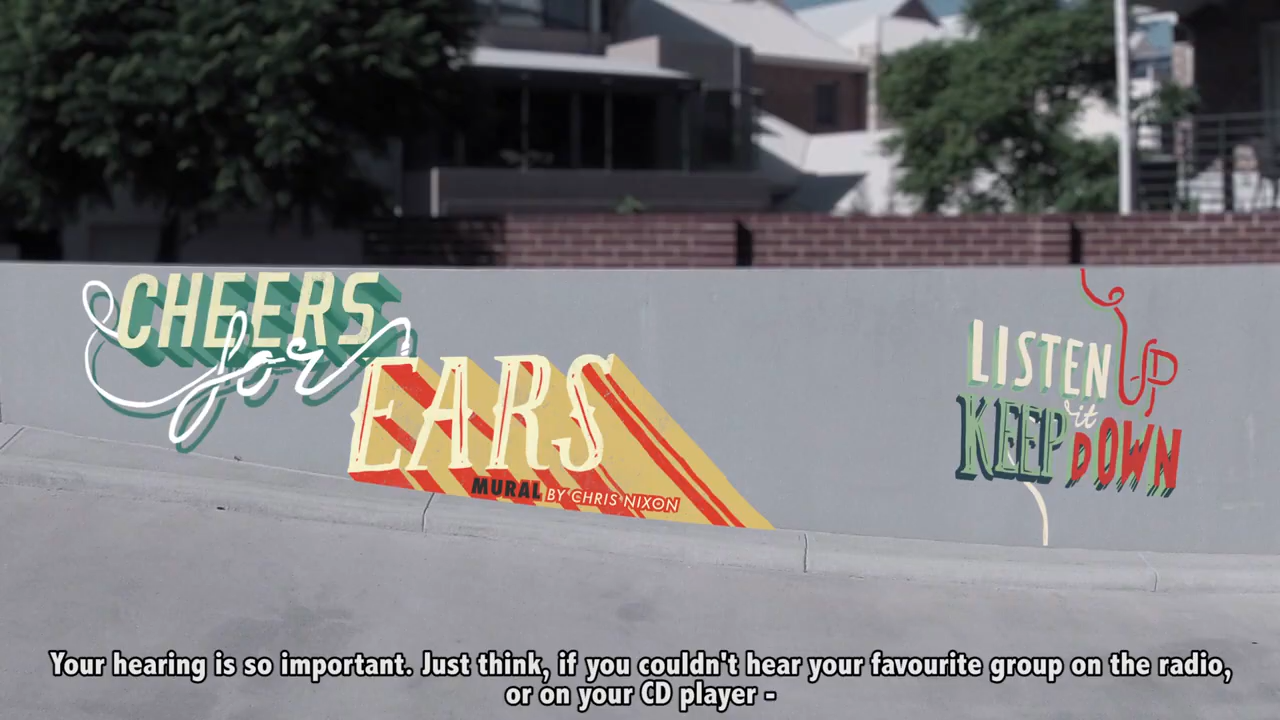 CHEERS
for
EARS
MURAL BY CHRIS NIXON
LISTEN UP
KEEP it DOWN
Your hearing is so important. Just think, if you couldn't hear your favourite group on the radio,
or on your CD player -